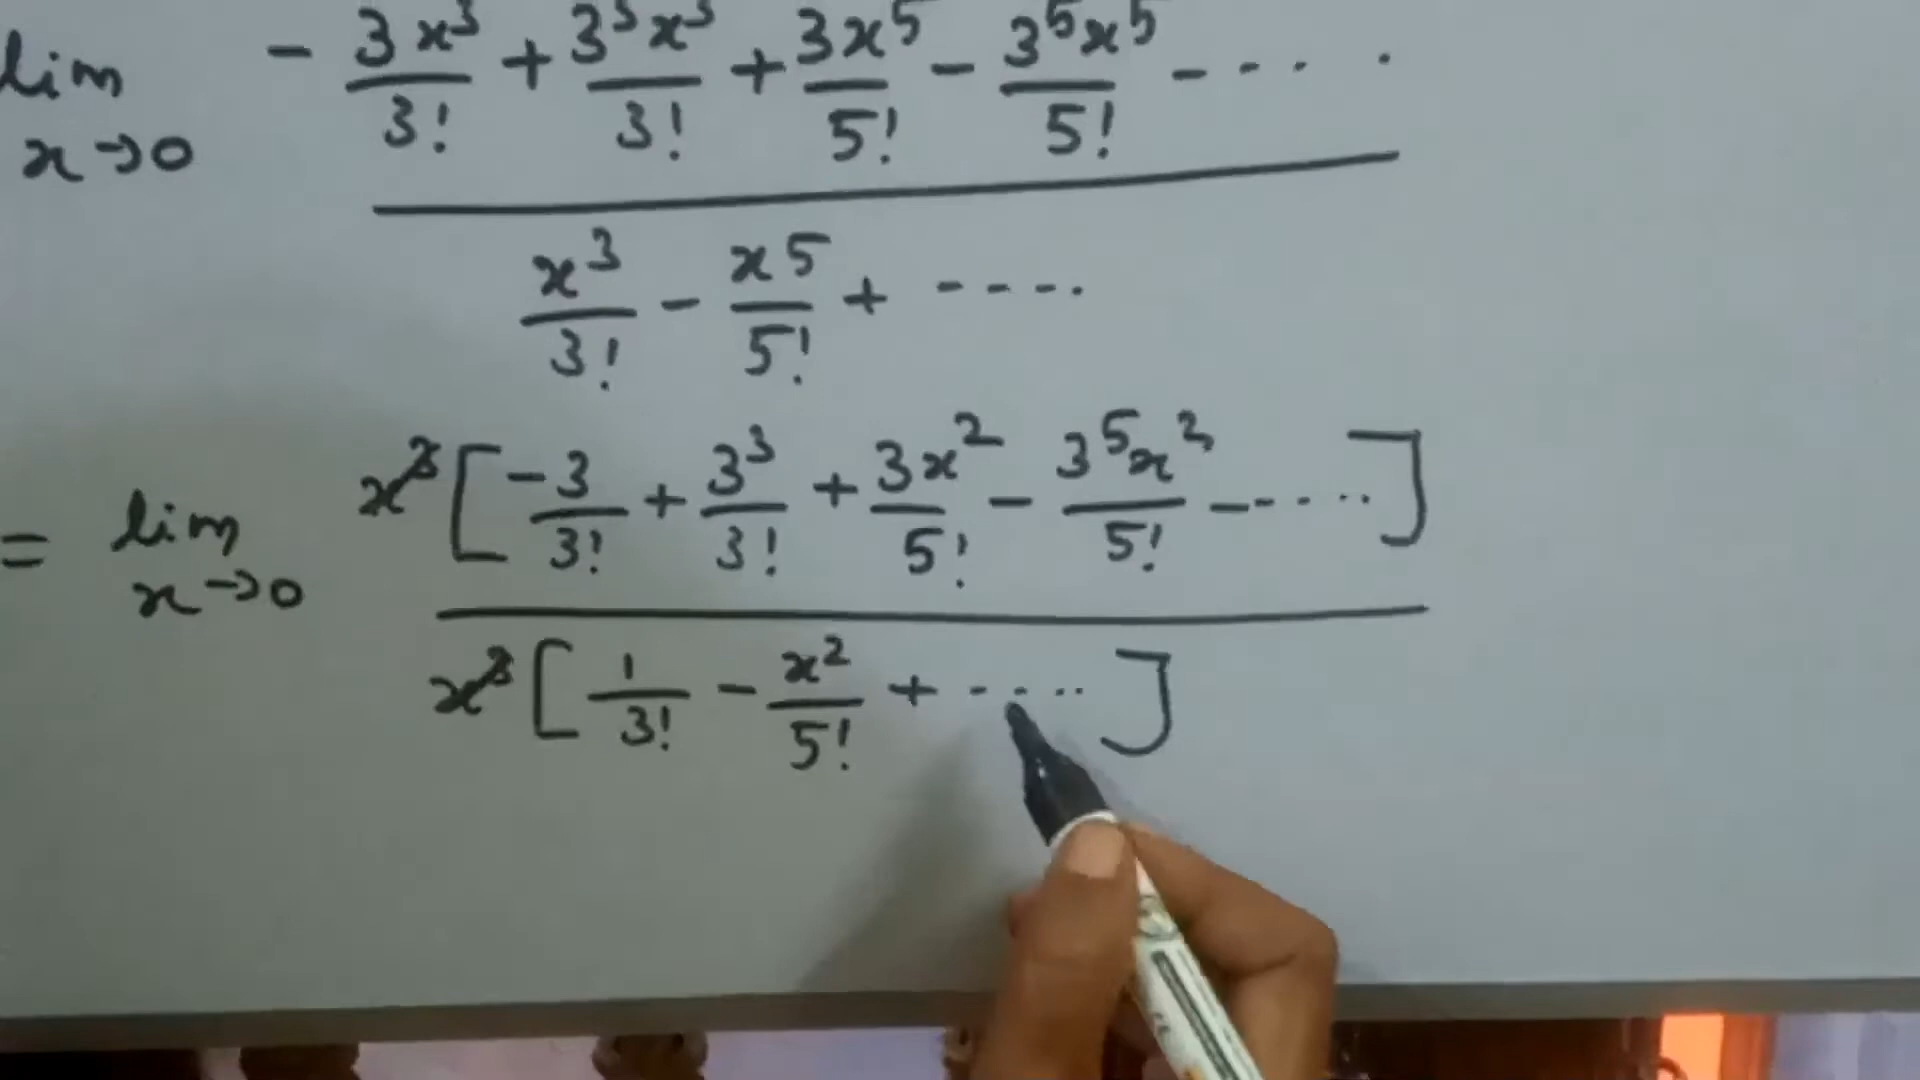 lim x→0 - 3x³/3! + 3³x³/3! + 3x⁵/5! - 3⁵x⁵/5! - - - - .
x³/3! - x⁵/5! + - - - -
= lim x→0 x³ [ -3/3! + 3³/3! + 3x²/5! - 3⁵x²/5! - - - - - ]
x³ [ 1/3! - x²/5! + - - - - ]